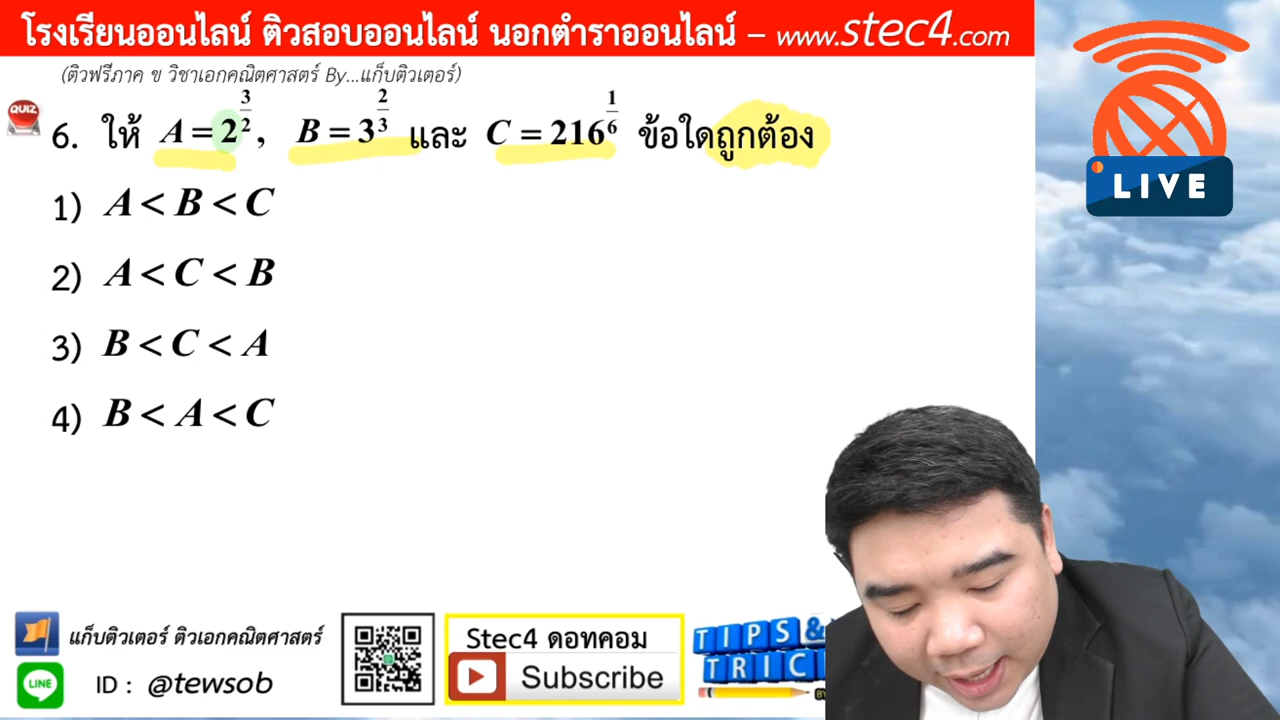 โรงเรียนออนไลน์ ติวสอบออนไลน์ นอกตำราออนไลน์ – www.stec4.com
(ติวฟรีภาค ข วิชาเอกคณิตศาสตร์ By...แก็บติวเตอร์)
QUIZ
6. ให้ A = 2^(3/2), B = 3^(2/3) และ C = 216^(1/6) ข้อใดถูกต้อง
LIVE
1) A < B < C
2) A < C < B
3) B < C < A
4) B < A < C
แก็บติวเตอร์ ติวเอกคณิตศาสตร์
LINE ID : @tewsob
Stec4 ดอทคอม
Subscribe
TIPS &